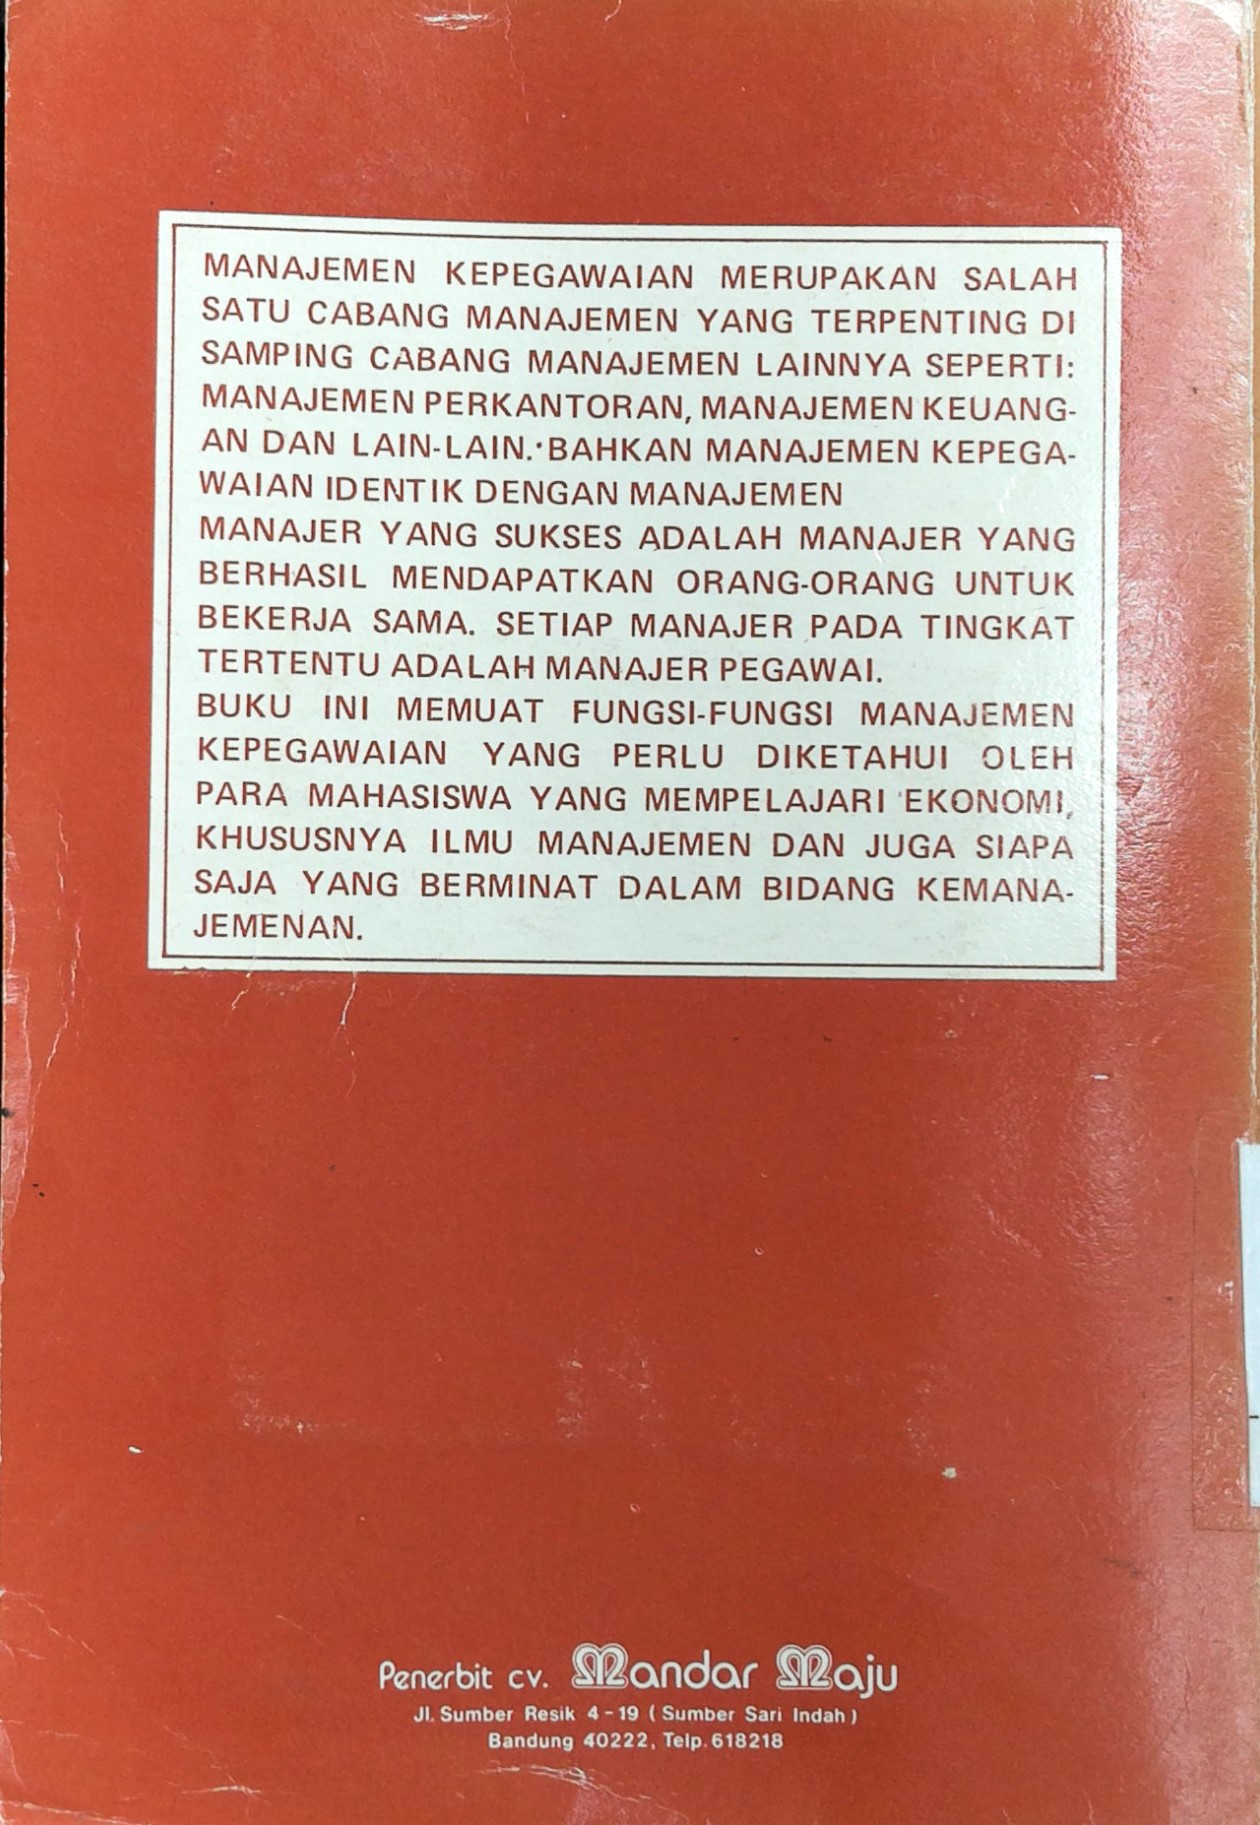 MANAJEMEN KEPEGAWAIAN MERUPAKAN SALAH
SATU CABANG MANAJEMEN YANG TERPENTING DI
SAMPING CABANG MANAJEMEN LAINNYA SEPERTI:
MANAJEMEN PERKANTORAN, MANAJEMEN KEUANG-
AN DAN LAIN-LAIN. BAHKAN MANAJEMEN KEPEGA-
WAIAN IDENTIK DENGAN MANAJEMEN
MANAJER YANG SUKSES ADALAH MANAJER YANG
BERHASIL MENDAPATKAN ORANG-ORANG UNTUK
BEKERJA SAMA. SETIAP MANAJER PADA TINGKAT
TERTENTU ADALAH MANAJER PEGAWAI.
BUKU INI MEMUAT FUNGSI-FUNGSI MANAJEMEN
KEPEGAWAIAN YANG PERLU DIKETAHUI OLEH
PARA MAHASISWA YANG MEMPELAJARI EKONOMI,
KHUSUSNYA ILMU MANAJEMEN DAN JUGA SIAPA
SAJA YANG BERMINAT DALAM BIDANG KEMANA-
JEMENAN.
Penerbit cv. Mandar Maju
Jl. Sumber Resik 4 - 19 ( Sumber Sari Indah )
Bandung 40222, Telp. 618218